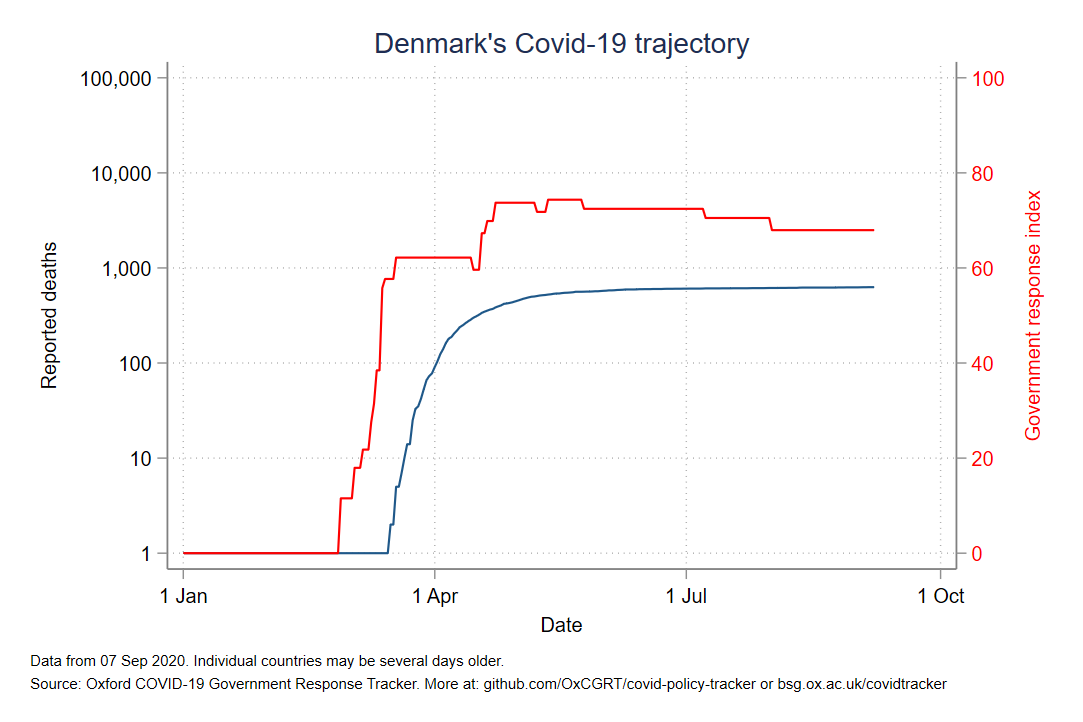 Denmark's Covid-19 trajectory
100,000
10,000
1,000
100
10
1
Reported deaths
100
80
60
40
20
0
Government response index
1 Jan
1 Apr
1 Jul
1 Oct
Date
Data from 07 Sep 2020. Individual countries may be several days older.
Source: Oxford COVID-19 Government Response Tracker. More at: github.com/OxCGRT/covid-policy-tracker or bsg.ox.ac.uk/covidtracker